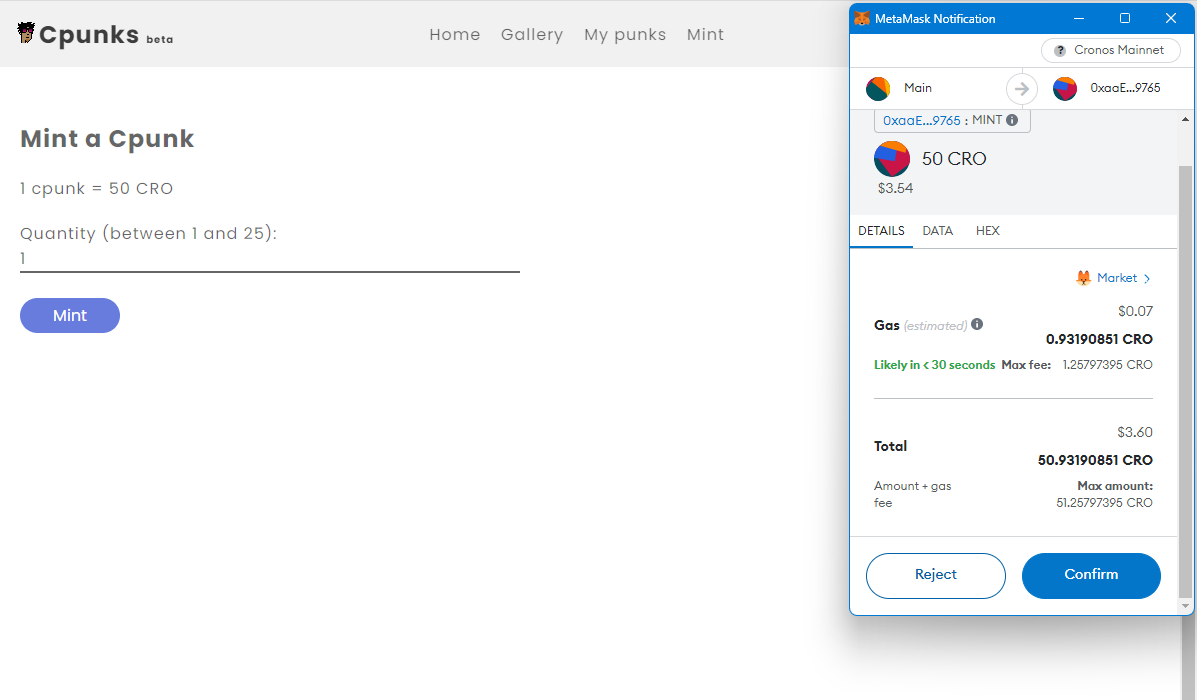 Cpunks beta
Home Gallery My punks Mint
Mint a Cpunk
1 cpunk = 50 CRO
Quantity (between 1 and 25):
1
Mint
MetaMask Notification
Cronos Mainnet
Main 0xaaE...9765
0xaaE...9765 : MINT
50 CRO
$3.54
DETAILS DATA HEX
Market
$0.07
Gas (estimated)
0.93190851 CRO
Likely in < 30 seconds Max fee: 1.25797395 CRO
$3.60
Total
50.93190851 CRO
Amount + gas fee
Max amount:
51.25797395 CRO
Reject Confirm